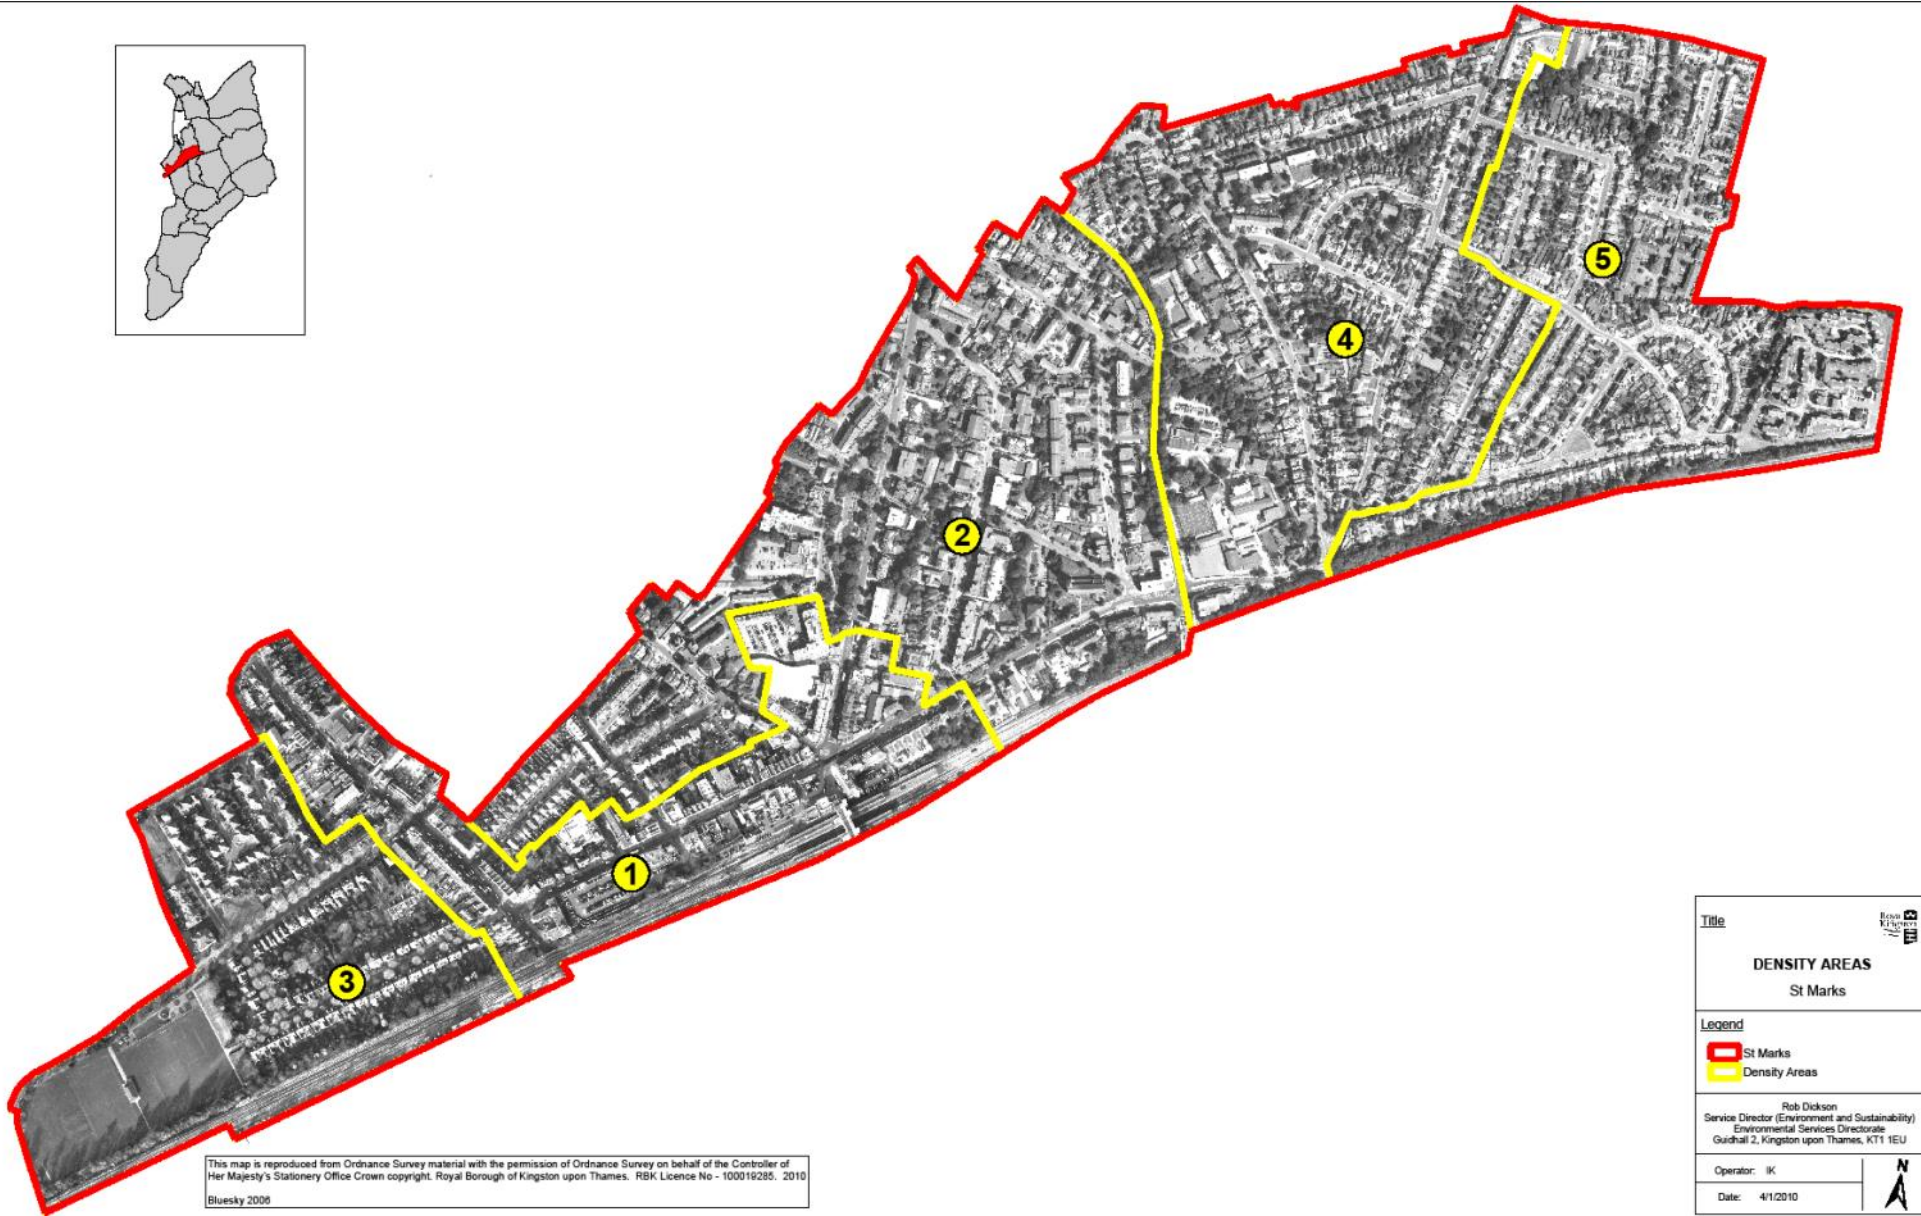 5
4
2
1
3
Title
Royal
Kingston
DENSITY AREAS
St Marks
Legend
St Marks
Density Areas
Rob Dickson
Service Director (Environment and Sustainability)
Environmental Services Directorate
Guidhall 2, Kingston upon Thames, KT1 1EU
Operator: IK
Date: 4/1/2010
N
This map is reproduced from Ordnance Survey material with the permission of Ordnance Survey on behalf of the Controller of
Her Majesty's Stationery Office Crown copyright. Royal Borough of Kingston upon Thames. RBK Licence No - 100019285. 2010
Bluesky 2006